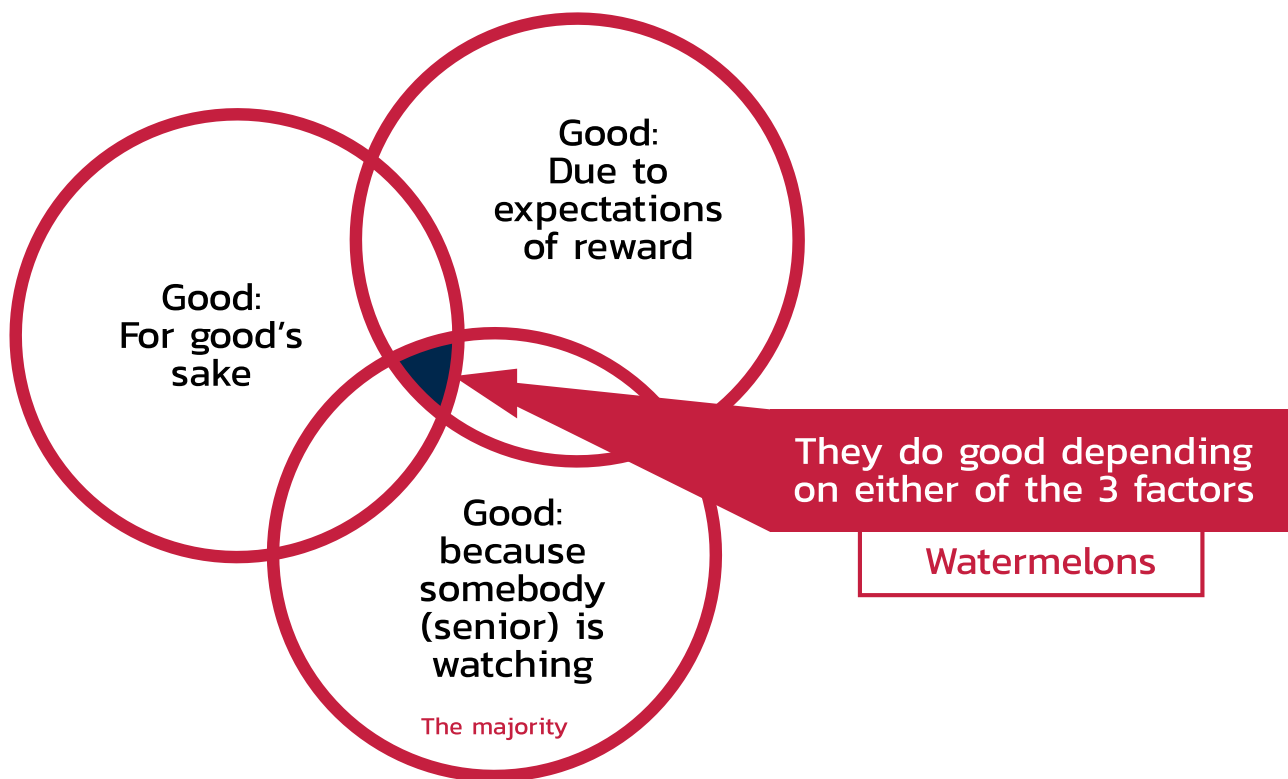 Good:
Due to
expectations
of reward
Good:
For good's
sake
They do good depending
on either of the 3 factors
Watermelons
Good:
because
somebody
(senior) is
watching
The majority